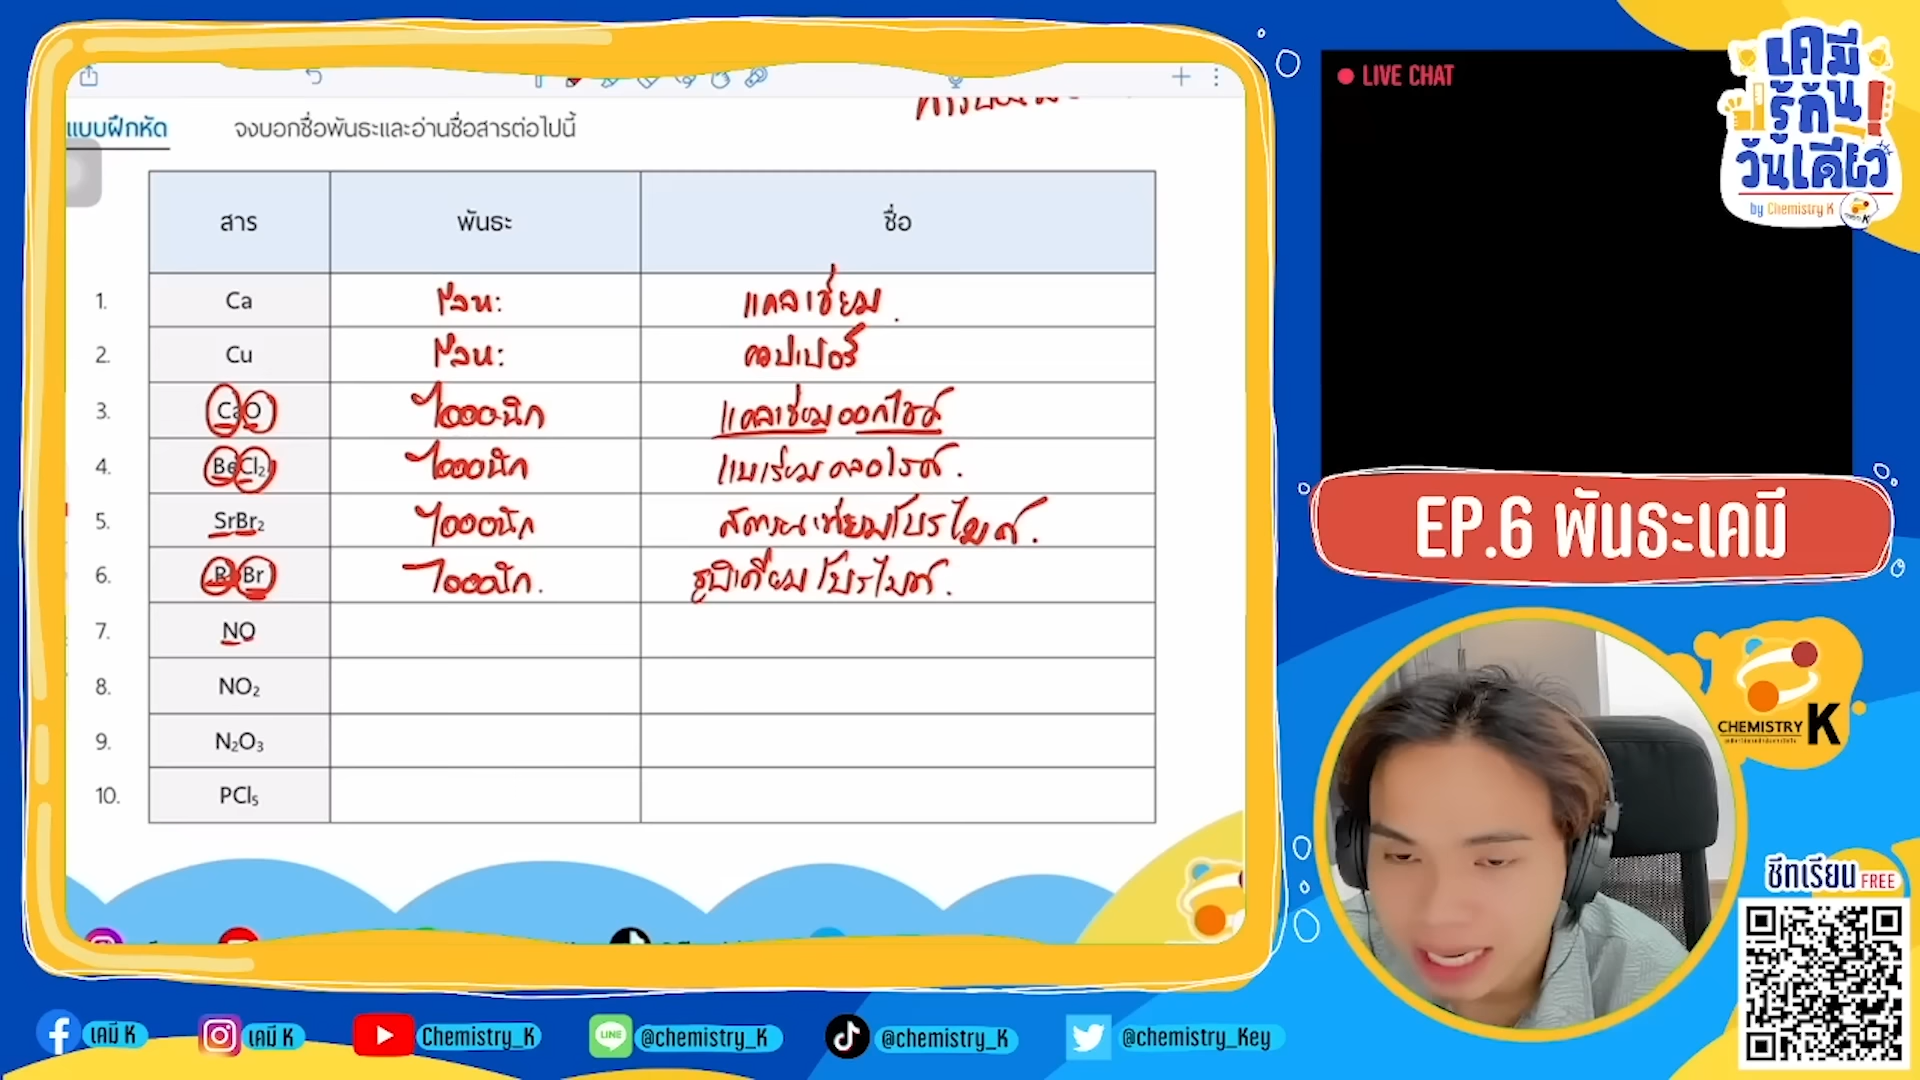 LIVE CHAT
เคมี
รู้กัน!
วันเดียว
by Chemistry K
แบบฝึกหัด จงบอกชื่อพันธะและอ่านชื่อสารต่อไปนี้
สาร พันธะ ชื่อ
1. Ca โลหะ แคลเซียม
2. Cu โลหะ คอปเปอร์
3. CaO ไอออนิก แคลเซียมออกไซด์
4. BeCl₂ ไอออนิก แบเรียมคลอไรด์.
5. SrBr₂ ไอออนิก สตรอนเทียมโบรไมด์.
6. Br ไอออนิก. รูบิเดียมโบรไมด์.
7. NO
8. NO₂
9. N₂O₃
10. PCl₅
EP.6 พันธะเคมี
CHEMISTRY K
ชีทเรียน FREE
เคมี K
เคมี K
Chemistry_K
LINE @chemistry_K
@chemistry_K
@chemistry_Key